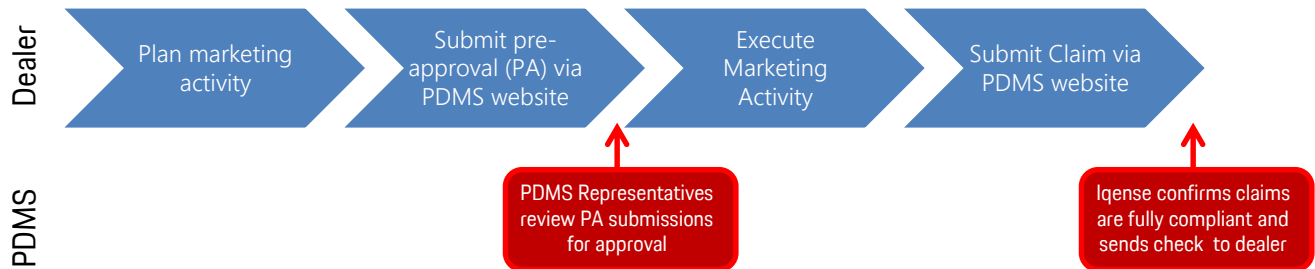 Dealer
Plan marketing
activity
Submit pre-
approval (PA) via
PDMS website
Execute
Marketing
Activity
Submit Claim via
PDMS website
PDMS
PDMS Representatives
review PA submissions
for approval
Iqense confirms claims
are fully compliant and
sends check to dealer